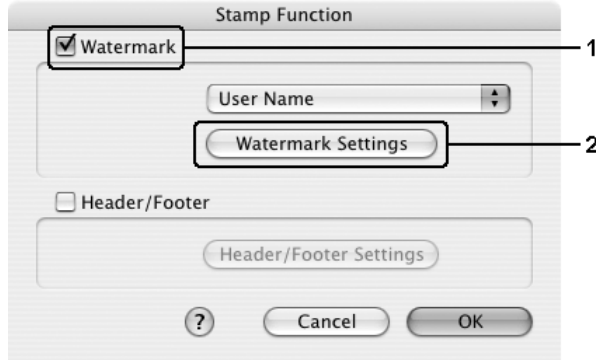 Stamp Function
Watermark
1
User Name
Watermark Settings
2
Header/Footer
Header/Footer Settings
?
Cancel
OK